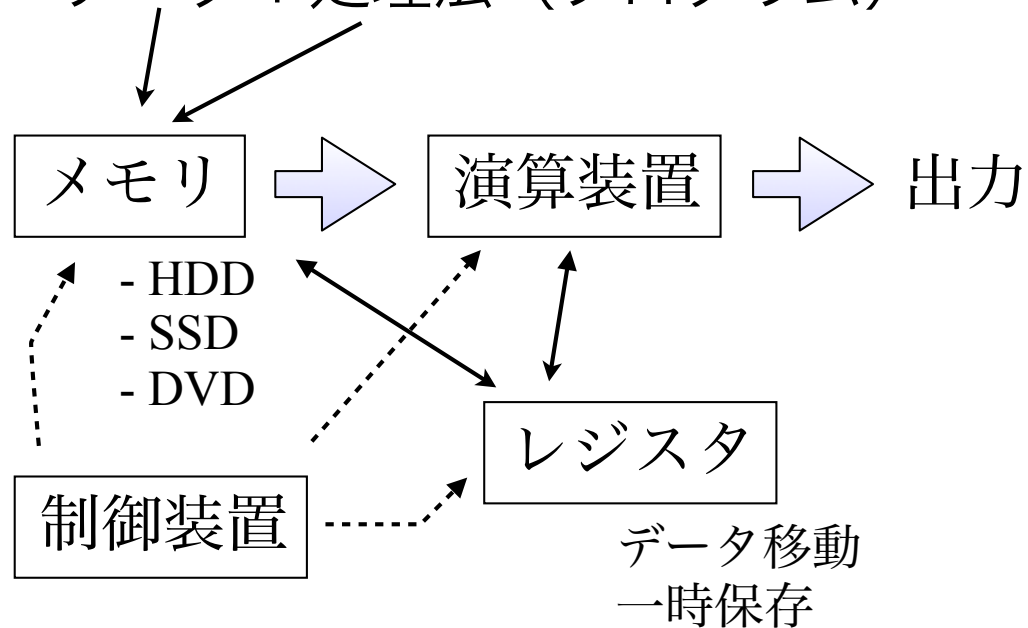 メモリ
演算装置
出力
- HDD
- SSD
- DVD
レジスタ
制御装置
データ移動
一時保存